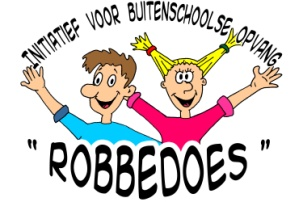 INITIATIEF VOOR BUITENSCHOOLSE OPVANG
" ROBBEDOES "